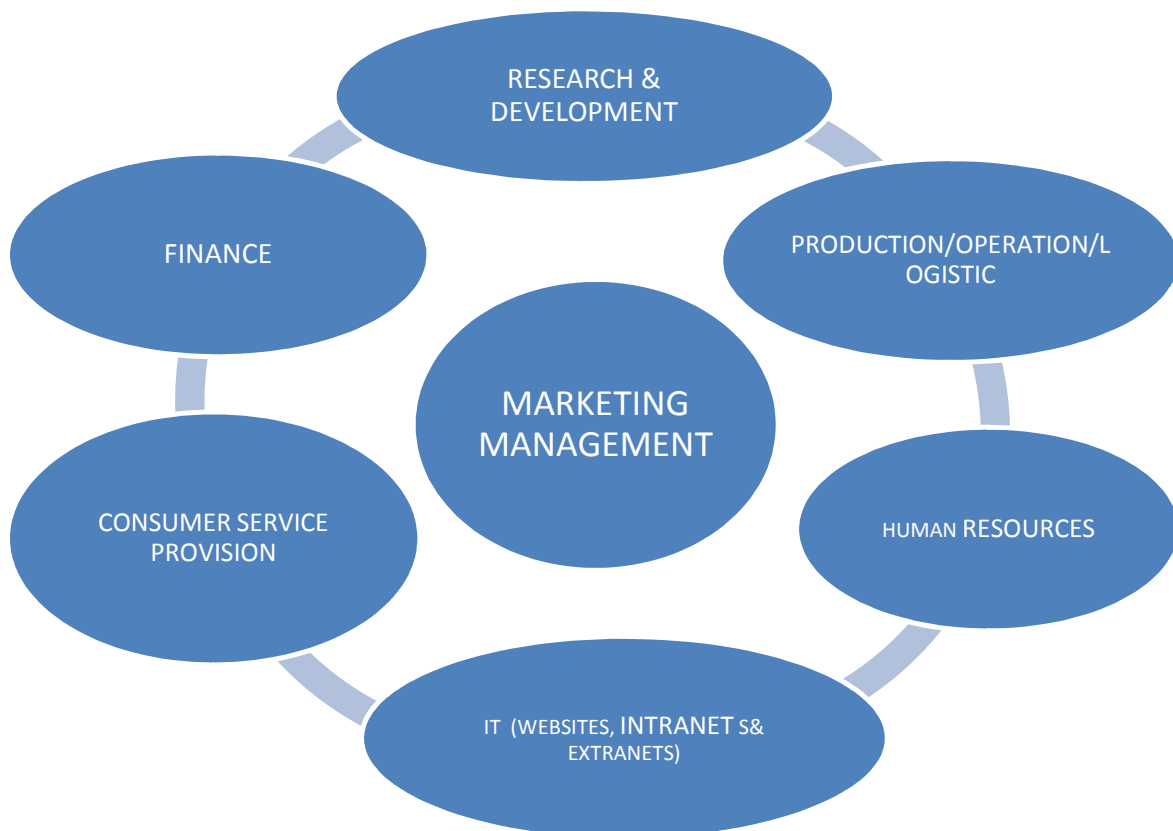 RESEARCH &
DEVELOPMENT
FINANCE
PRODUCTION/OPERATION/L
OGISTIC
MARKETING
MANAGEMENT
CONSUMER SERVICE
PROVISION
HUMAN RESOURCES
IT (WEBSITES, INTRANET S&
EXTRANETS)